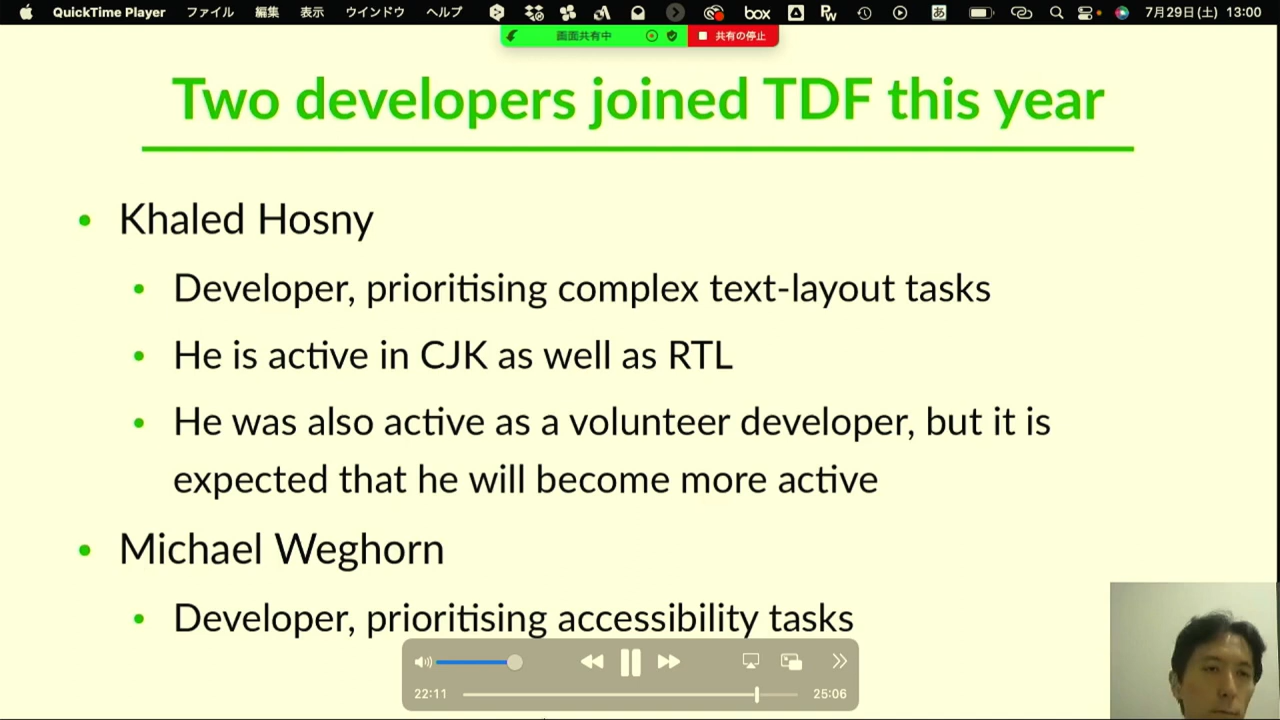 QuickTime Player ファイル 編集 表示 ウインドウ ヘルプ box あ 7月29日(土) 13:00
画面共有中 共有の停止
Two developers joined TDF this year
• Khaled Hosny
• Developer, prioritising complex text-layout tasks
• He is active in CJK as well as RTL
• He was also active as a volunteer developer, but it is
expected that he will become more active
• Michael Weghorn
• Developer, prioritising accessibility tasks
22:11 25:06